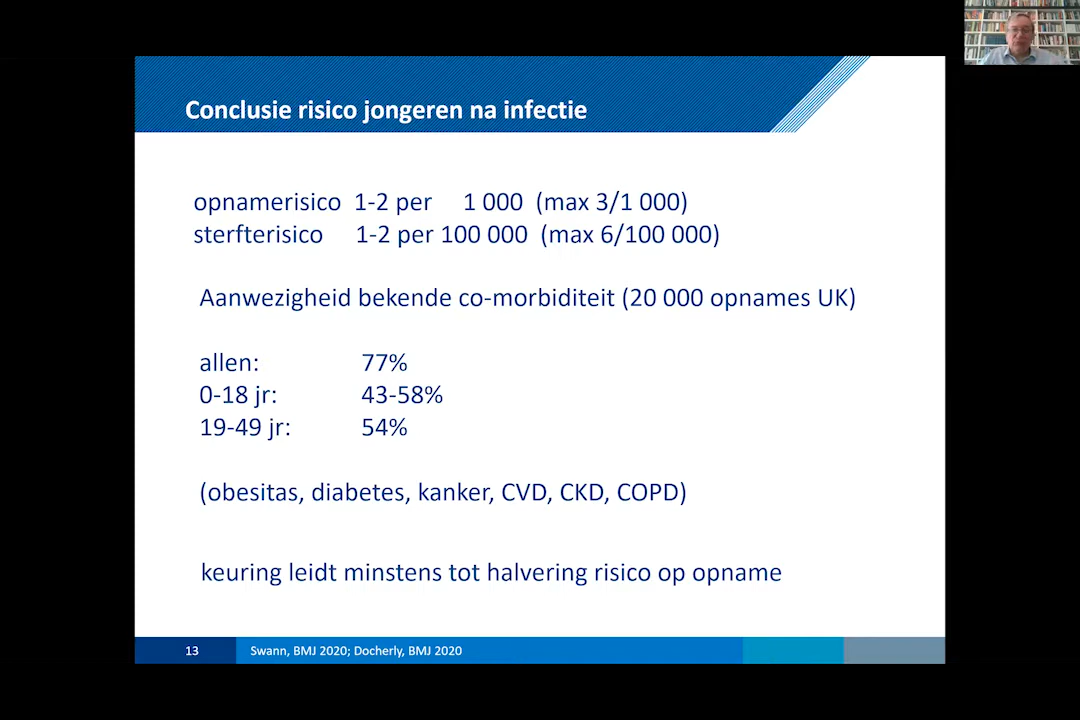 Conclusie risico jongeren na infectie
opnamerisico 1-2 per 1 000 (max 3/1 000)
sterfterisico 1-2 per 100 000 (max 6/100 000)
Aanwezigheid bekende co-morbiditeit (20 000 opnames UK)
allen: 77%
0-18 jr: 43-58%
19-49 jr: 54%
(obesitas, diabetes, kanker, CVD, CKD, COPD)
keuring leidt minstens tot halvering risico op opname
13 Swann, BMJ 2020; Docherly, BMJ 2020